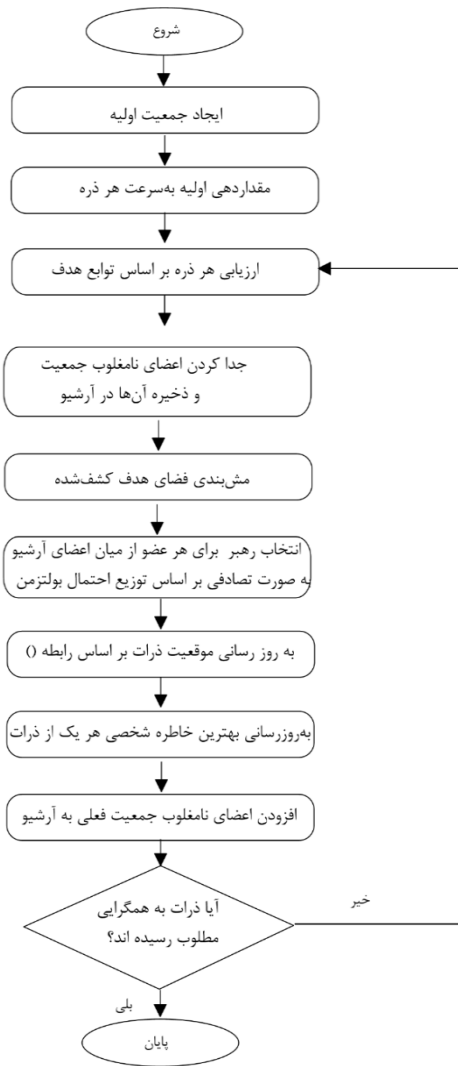 شروع
ایجاد جمعیت اولیه
مقداردهی اولیه به‌سرعت هر ذره
ارزیابی هر ذره بر اساس توابع هدف
جدا کردن اعضای نامغلوب جمعیت
و ذخیره آن‌ها در آرشیو
مش‌بندی فضای هدف کشف‌شده
انتخاب رهبر برای هر عضو از میان اعضای آرشیو
به صورت تصادفی بر اساس توزیع احتمال بولتزمن
به روز رسانی موقعیت ذرات بر اساس رابطه ()
به‌روزرسانی بهترین خاطره شخصی هر یک از ذرات
افزودن اعضای نامغلوب جمعیت فعلی به آرشیو
آیا ذرات به همگرایی
مطلوب رسیده اند؟
خیر
بلی
پایان